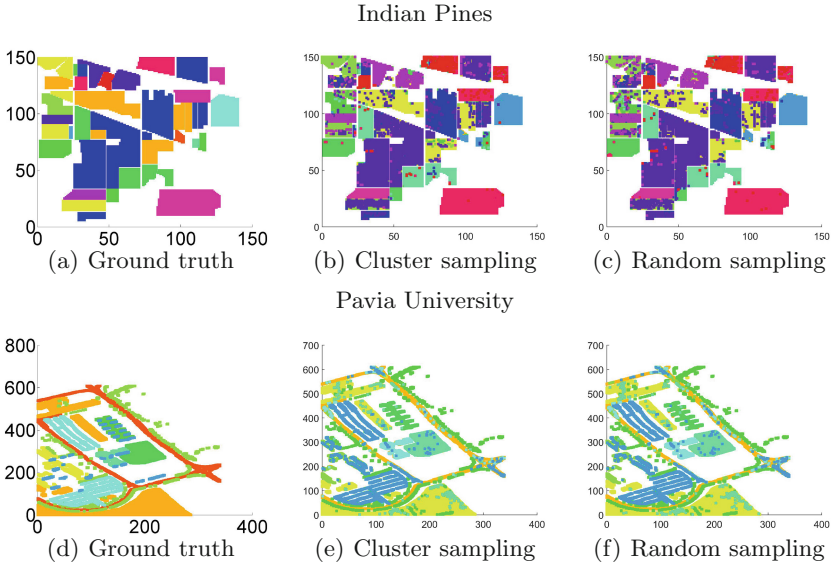 Indian Pines
150
100
50
0
0 50 100 150
(a) Ground truth
150
100
50
0
0 50 100 150
(b) Cluster sampling
150
100
50
0
0 50 100 150
(c) Random sampling
Pavia University
800
600
400
200
0
0 200 400
(d) Ground truth
700
600
500
400
300
200
100
0
0 100 200 300 400
(e) Cluster sampling
700
600
500
400
300
200
100
0
0 100 200 300 400
(f) Random sampling